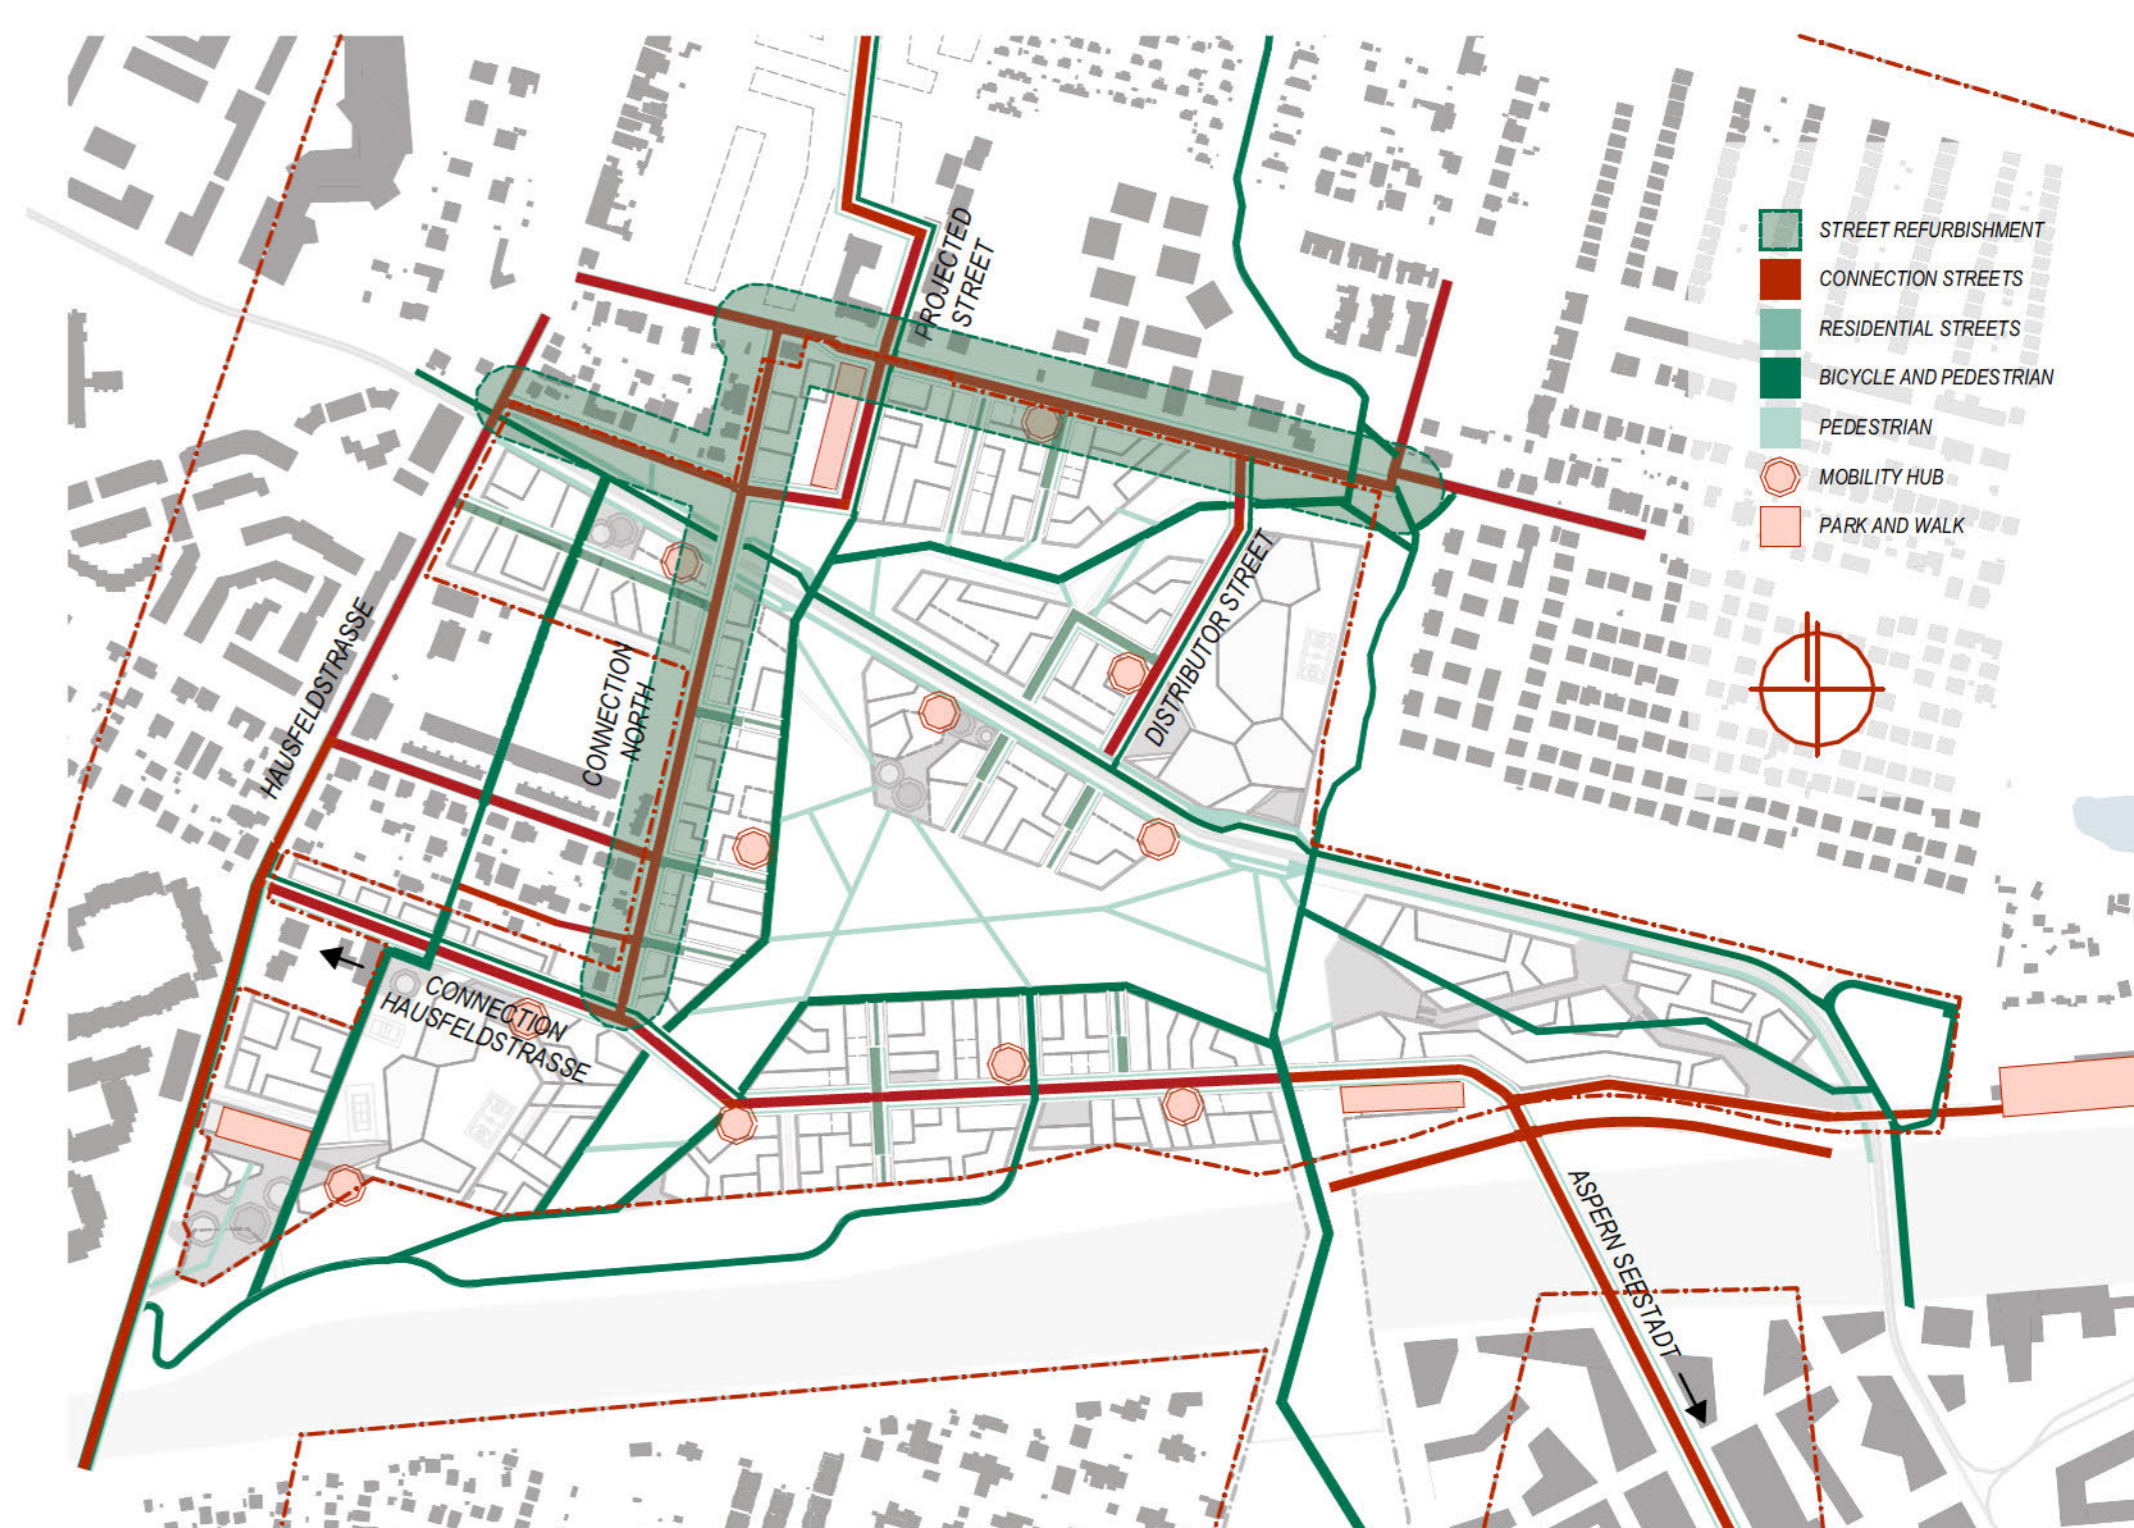 PROJECTED
STREET
STREET REFURBISHMENT
CONNECTION STREETS
RESIDENTIAL STREETS
BICYCLE AND PEDESTRIAN
PEDESTRIAN
MOBILITY HUB
PARK AND WALK
HAUSFELDSTRASSE
CONNECTION
NORTH
DISTRIBUTOR STREET
CONNECTION
HAUSFELDSTRASSE
ASPERN SEESTADT